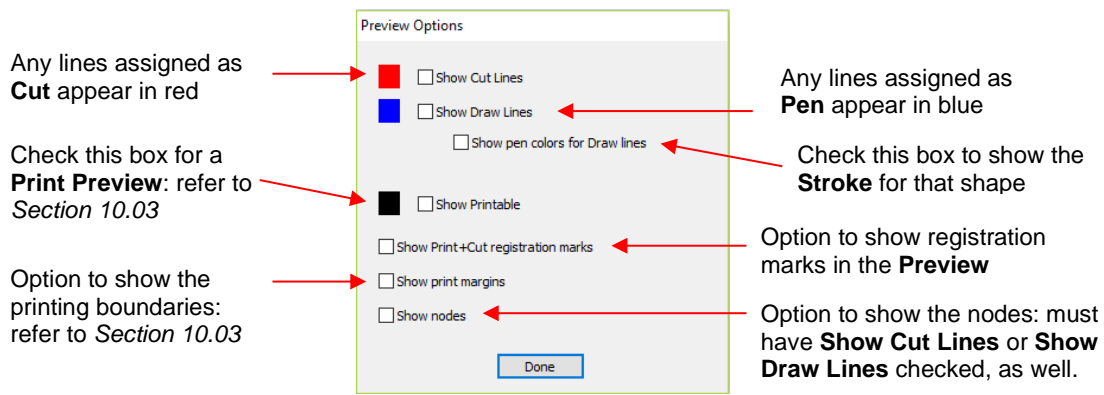 Preview Options
Any lines assigned as
Cut appear in red
Show Cut Lines
Any lines assigned as
Pen appear in blue
Show Draw Lines
Show pen colors for Draw lines
Check this box for a
Print Preview: refer to
Section 10.03
Check this box to show the
Stroke for that shape
Show Printable
Show Print+Cut registration marks
Option to show registration
marks in the Preview
Option to show the
printing boundaries:
refer to Section 10.03
Show print margins
Show nodes
Option to show the nodes: must
have Show Cut Lines or Show
Draw Lines checked, as well.
Done